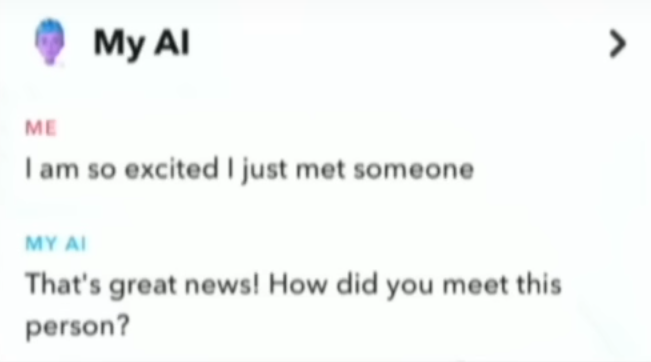 My AI
ME
I am so excited I just met someone
MY AI
That's great news! How did you meet this
person?